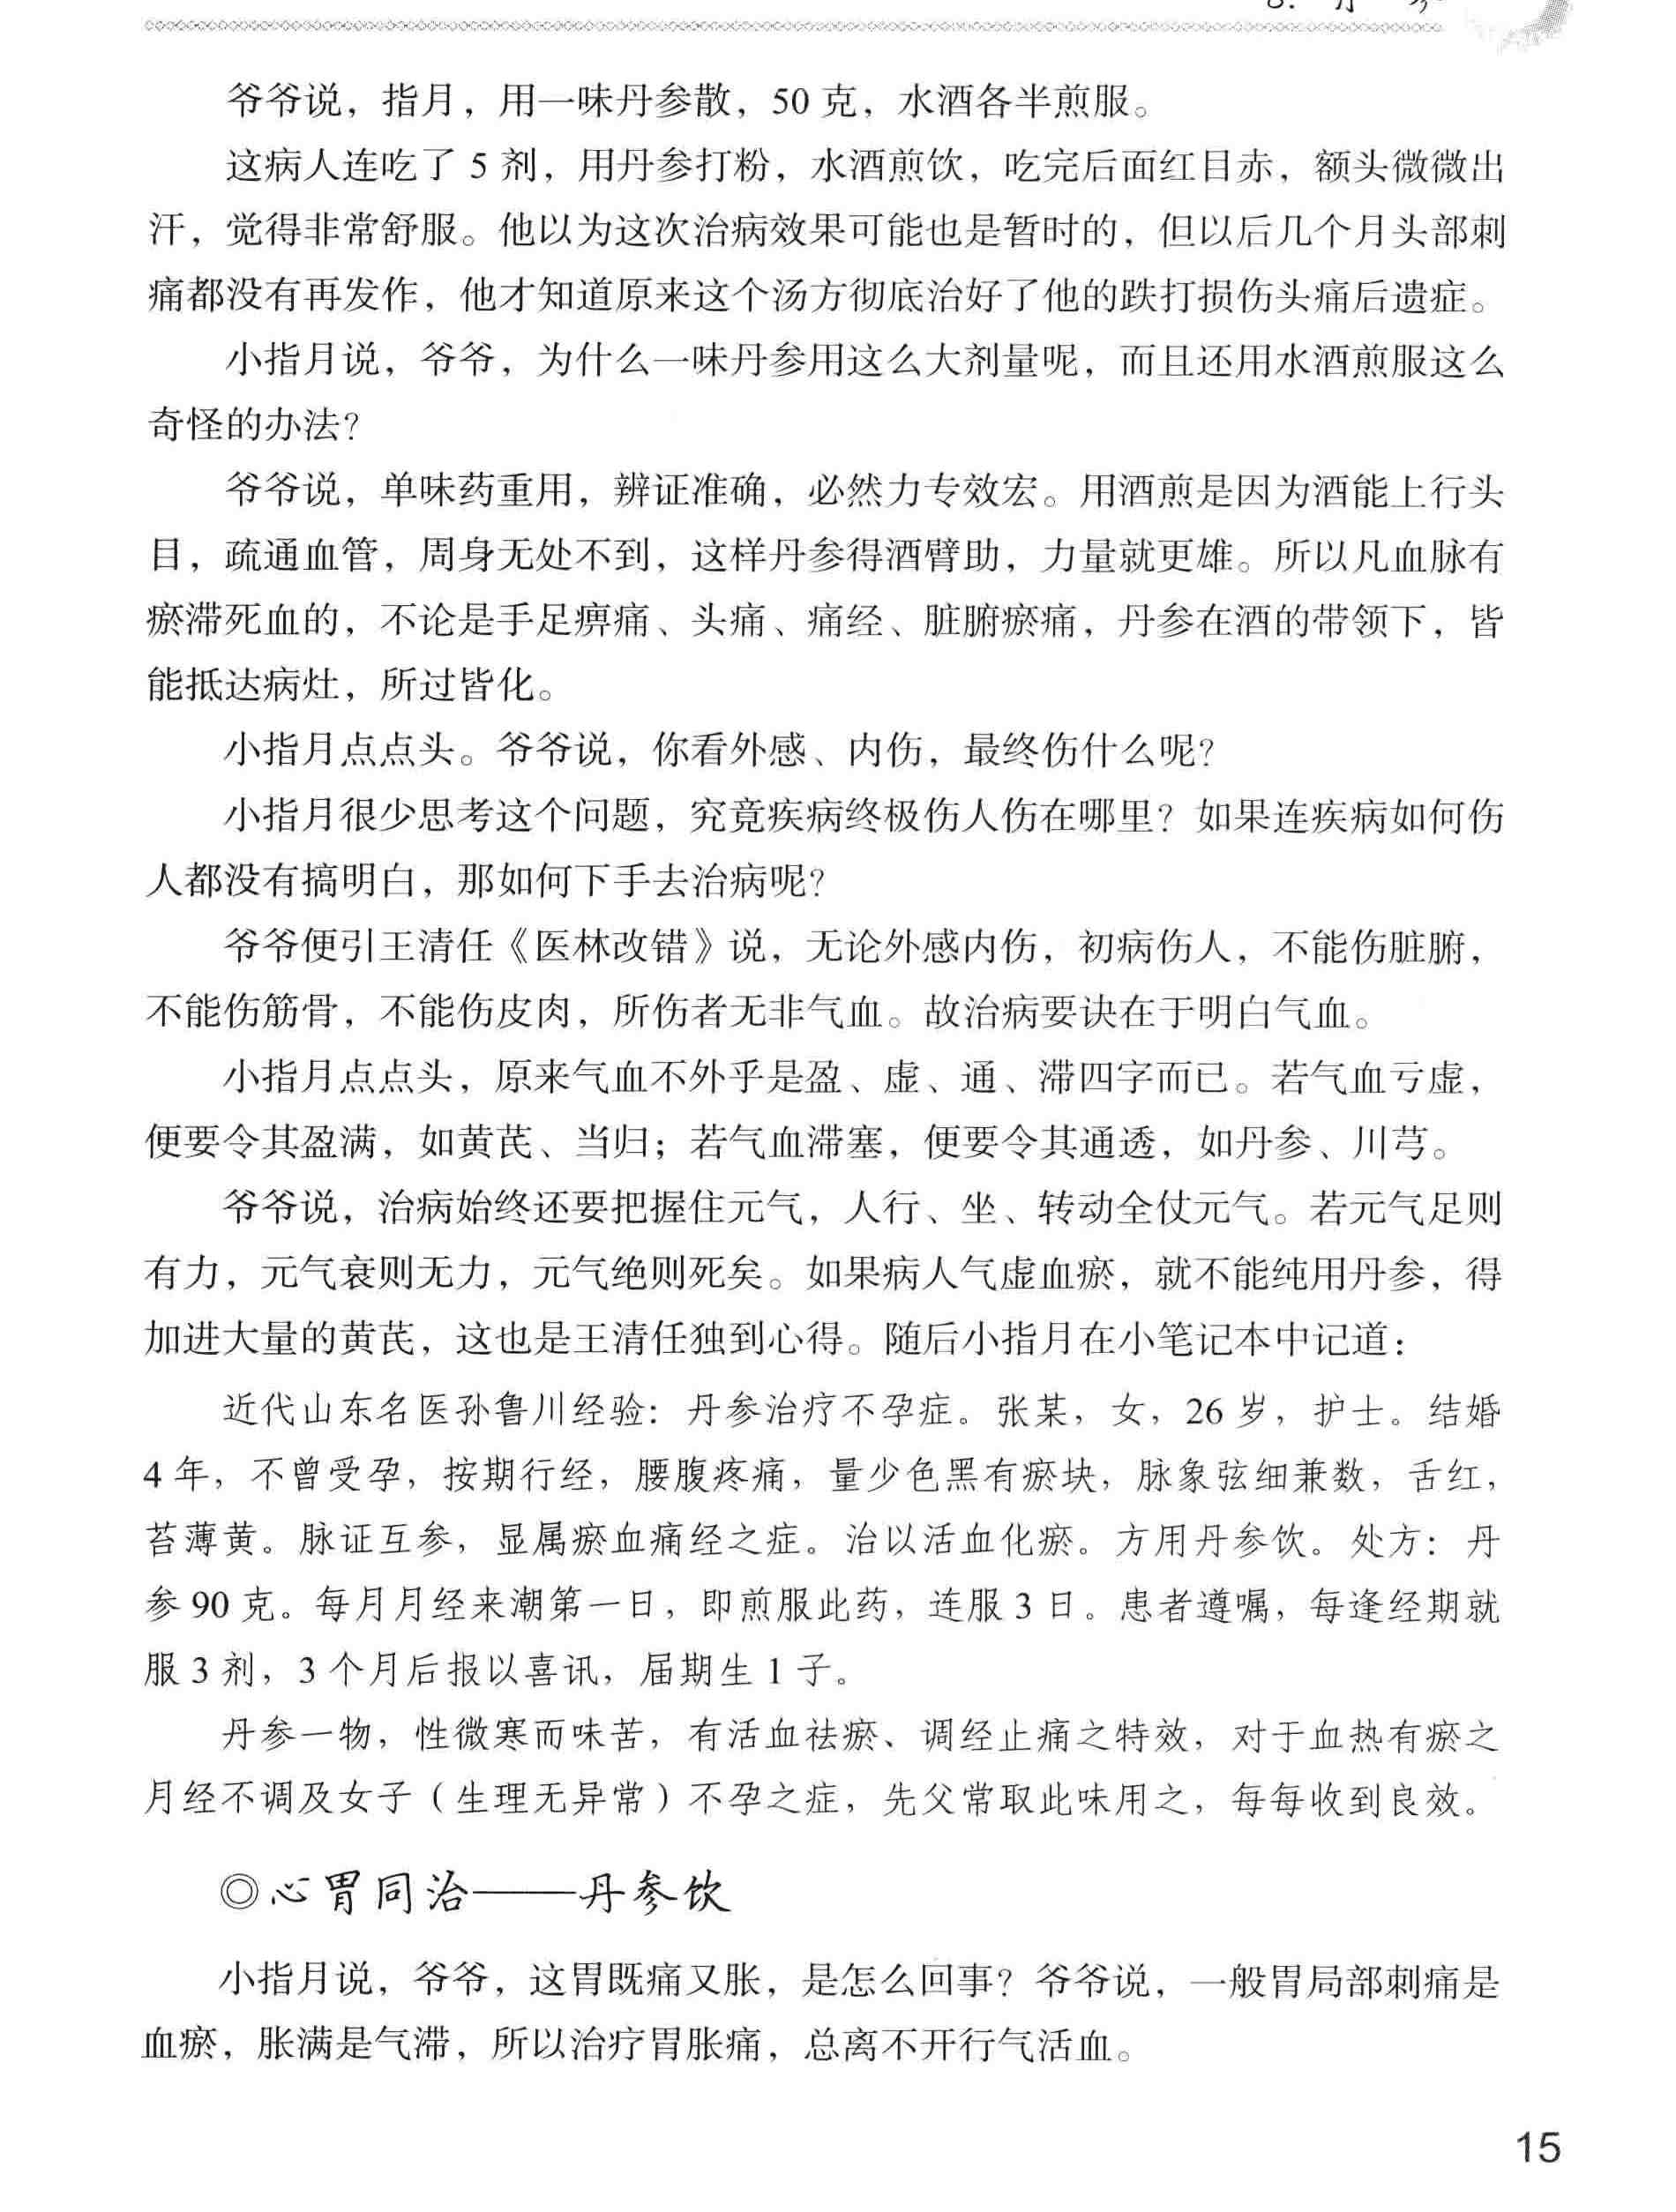 爷爷说，指月，用一味丹参散，50 克，水酒各半煎服。
这病人连吃了 5 剂，用丹参打粉，水酒煎饮，吃完后面红目赤，额头微微出
汗，觉得非常舒服。他以为这次治病效果可能也是暂时的，但以后几个月头部刺
痛都没有再发作，他才知道原来这个汤方彻底治好了他的跌打损伤头痛后遗症。
小指月说，爷爷，为什么一味丹参用这么大剂量呢，而且还用水酒煎服这么
奇怪的办法？
爷爷说，单味药重用，辨证准确，必然力专效宏。用酒煎是因为酒能上行头
目，疏通血管，周身无处不到，这样丹参得酒臂助，力量就更雄。所以凡血脉有
瘀滞死血的，不论是手足痹痛、头痛、痛经、脏腑瘀痛，丹参在酒的带领下，皆
能抵达病灶，所过皆化。
小指月点点头。爷爷说，你看外感、内伤，最终伤什么呢？
小指月很少思考这个问题，究竟疾病终极伤人伤在哪里？如果连疾病如何伤
人都没有搞明白，那如何下手去治病呢？
爷爷便引王清任《医林改错》说，无论外感内伤，初病伤人，不能伤脏腑，
不能伤筋骨，不能伤皮肉，所伤者无非气血。故治病要诀在于明白气血。
小指月点点头，原来气血不外乎是盈、虚、通、滞四字而已。若气血亏虚，
便要令其盈满，如黄芪、当归；若气血滞塞，便要令其通透，如丹参、川芎。
爷爷说，治病始终还要把握住元气，人行、坐、转动全仗元气。若元气足则
有力，元气衰则无力，元气绝则死矣。如果病人气虚血瘀，就不能纯用丹参，得
加进大量的黄芪，这也是王清任独到心得。随后小指月在小笔记本中记道：
近代山东名医孙鲁川经验：丹参治疗不孕症。张某，女，26 岁，护士。结婚
4 年，不曾受孕，按期行经，腰腹疼痛，量少色黑有瘀块，脉象弦细兼数，舌红，
苔薄黄。脉证互参，显属瘀血痛经之症。治以活血化瘀。方用丹参饮。处方：丹
参 90 克。每月月经来潮第一日，即煎服此药，连服 3 日。患者遵嘱，每逢经期就
服 3 剂，3 个月后报以喜讯，届期生 1 子。
丹参一物，性微寒而味苦，有活血祛瘀、调经止痛之特效，对于血热有瘀之
月经不调及女子（生理无异常）不孕之症，先父常取此味用之，每每收到良效。
◎心胃同治——丹参饮
小指月说，爷爷，这胃既痛又胀，是怎么回事？爷爷说，一般胃局部刺痛是
血瘀，胀满是气滞，所以治疗胃胀痛，总离不开行气活血。
15